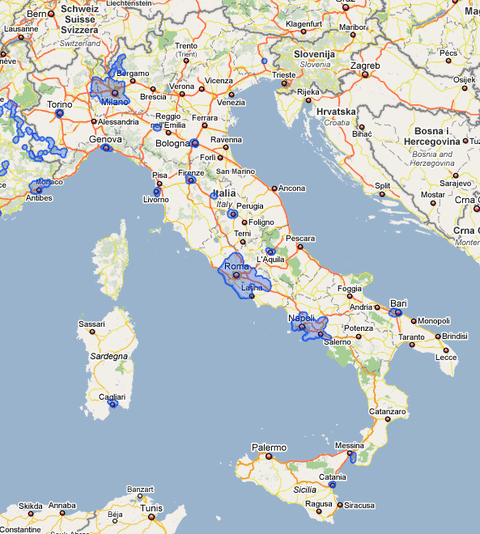 Bern
Schweiz
Suisse
Svizzera
Switzerland
Liechtenstein
Lausanne
Klagenfurt
Maribor
Trento
Slovenija
Slovenia
Zagreb
Pécs
Osijek
Bergamo
Brescia
Verona
Vicenza
Venezia
Trieste
Rijeka
Milano
Torino
Alessandria
Reggio
Emilia
Ferrara
Hrvatska
Croatia
Bihać
Bosna i
Hercegovina
Bosnia and
Herzegovina
Genova
Bologna
Ravenna
Forlì
San Marino
Sarajevo
Monaco
Antibes
Pisa
Livorno
Firenze
Italia
Italy
Ancona
Split
Mostar
Crna
Perugia
Foligno
Terni
L'Aquila
Pescara
Roma
Latina
Foggia
Andria
Bari
Monopoli
Napoli
Salerno
Potenza
Taranto
Brindisi
Lecce
Sassari
Sardegna
Cagliari
Catanzaro
Palermo
Messina
Catania
Sicilia
Ragusa
Siracusa
Skikda
Annaba
Banzart
Béja
Tunis
Constantine